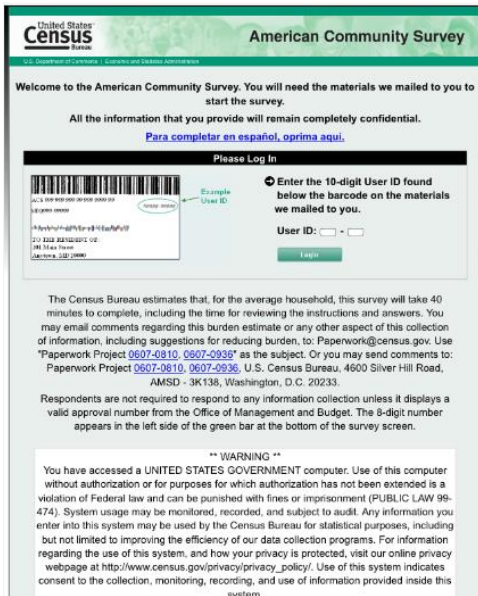 United States®
Census
Bureau
American Community Survey
U.S. Department of Commerce | Economic and Statistics Administration
Welcome to the American Community Survey. You will need the materials we mailed to you to
start the survey.
All the information that you provide will remain completely confidential.
Para completar en español, oprima aquí.
Please Log In
Example
User ID
TO THE RESIDENT OF:
101 Main Street
Anytown, MD 20000
Enter the 10-digit User ID found
below the barcode on the materials
we mailed to you.
User ID: -
Login
The Census Bureau estimates that, for the average household, this survey will take 40
minutes to complete, including the time for reviewing the instructions and answers. You
may email comments regarding this burden estimate or any other aspect of this collection
of information, including suggestions for reducing burden, to: Paperwork@census.gov. Use
"Paperwork Project 0607-0810, 0607-0936" as the subject. Or you may send comments to:
Paperwork Project 0607-0810, 0607-0936, U.S. Census Bureau, 4600 Silver Hill Road,
AMSD - 3K138, Washington, D.C. 20233.
Respondents are not required to respond to any information collection unless it displays a
valid approval number from the Office of Management and Budget. The 8-digit number
appears in the left side of the green bar at the bottom of the survey screen.
** WARNING **
You have accessed a UNITED STATES GOVERNMENT computer. Use of this computer
without authorization or for purposes for which authorization has not been extended is a
violation of Federal law and can be punished with fines or imprisonment (PUBLIC LAW 99-
474). System usage may be monitored, recorded, and subject to audit. Any information you
enter into this system may be used by the Census Bureau for statistical purposes, including
but not limited to improving the efficiency of our data collection programs. For information
regarding the use of this system, and how your privacy is protected, visit our online privacy
webpage at http://www.census.gov/privacy/privacy_policy/. Use of this system indicates
consent to the collection, monitoring, recording, and use of information provided inside this
system.